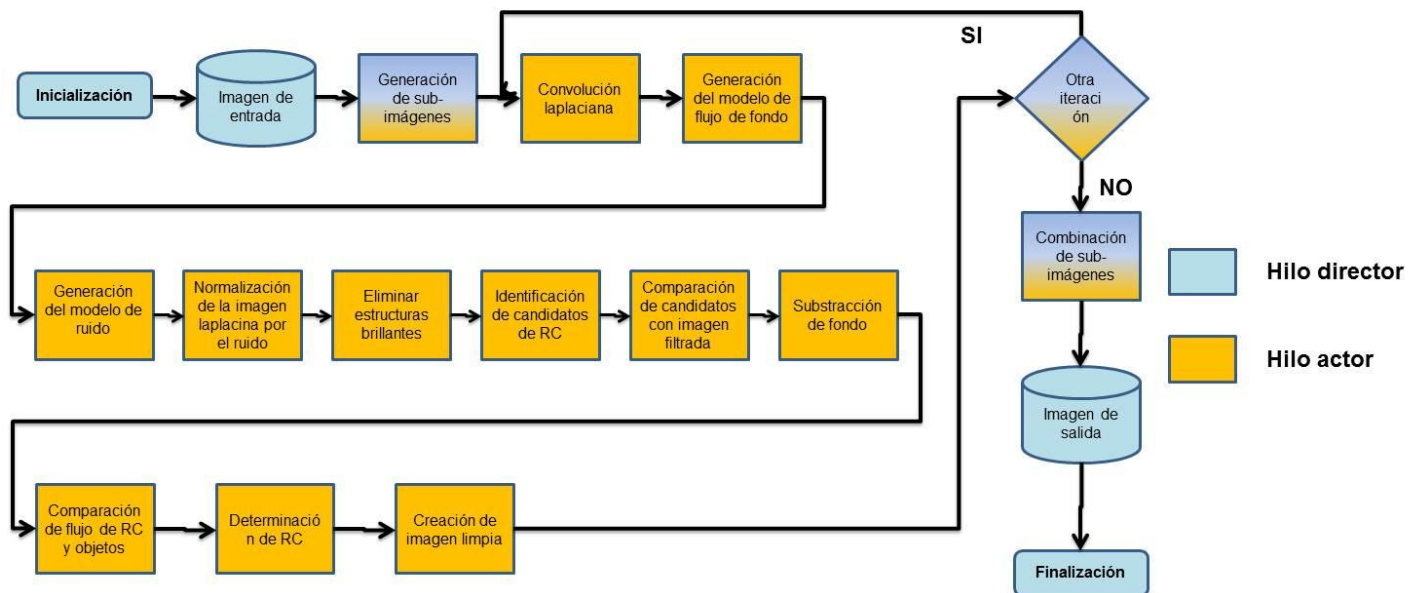 Inicialización
Imagen de
entrada
Generación
de sub-
imágenes
Convolución
laplaciana
Generación
del modelo de
flujo de fondo
SI
Otra
iteraci
ón
NO
Generación
del modelo de
ruido
Normalización
de la imagen
laplacina por
el ruido
Eliminar
estructuras
brillantes
Identificación
de candidatos
de RC
Comparación
de candidatos
con imagen
filtrada
Substracción
de fondo
Comparación
de flujo de RC
y objetos
Determinació
n de RC
Creación de
imagen limpia
Combinación
de sub-
imágenes
Imagen de
salida
Finalización
Hilo director
Hilo actor